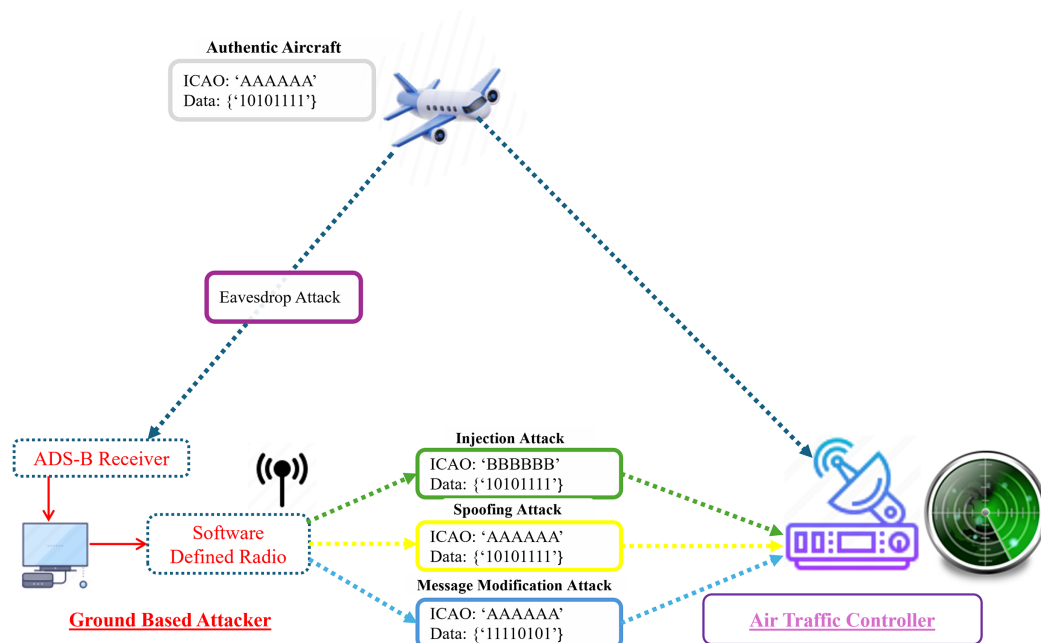 Authentic Aircraft
ICAO: ‘AAAAAA’
Data: {‘10101111’}
Eavesdrop Attack
ADS-B Receiver
Software
Defined Radio
Ground Based Attacker
Injection Attack
ICAO: ‘BBBBBB’
Data: {‘10101111’}
Spoofing Attack
ICAO: ‘AAAAAA’
Data: {‘10101111’}
Message Modification Attack
ICAO: ‘AAAAAA’
Data: {‘11110101’}
Air Traffic Controller